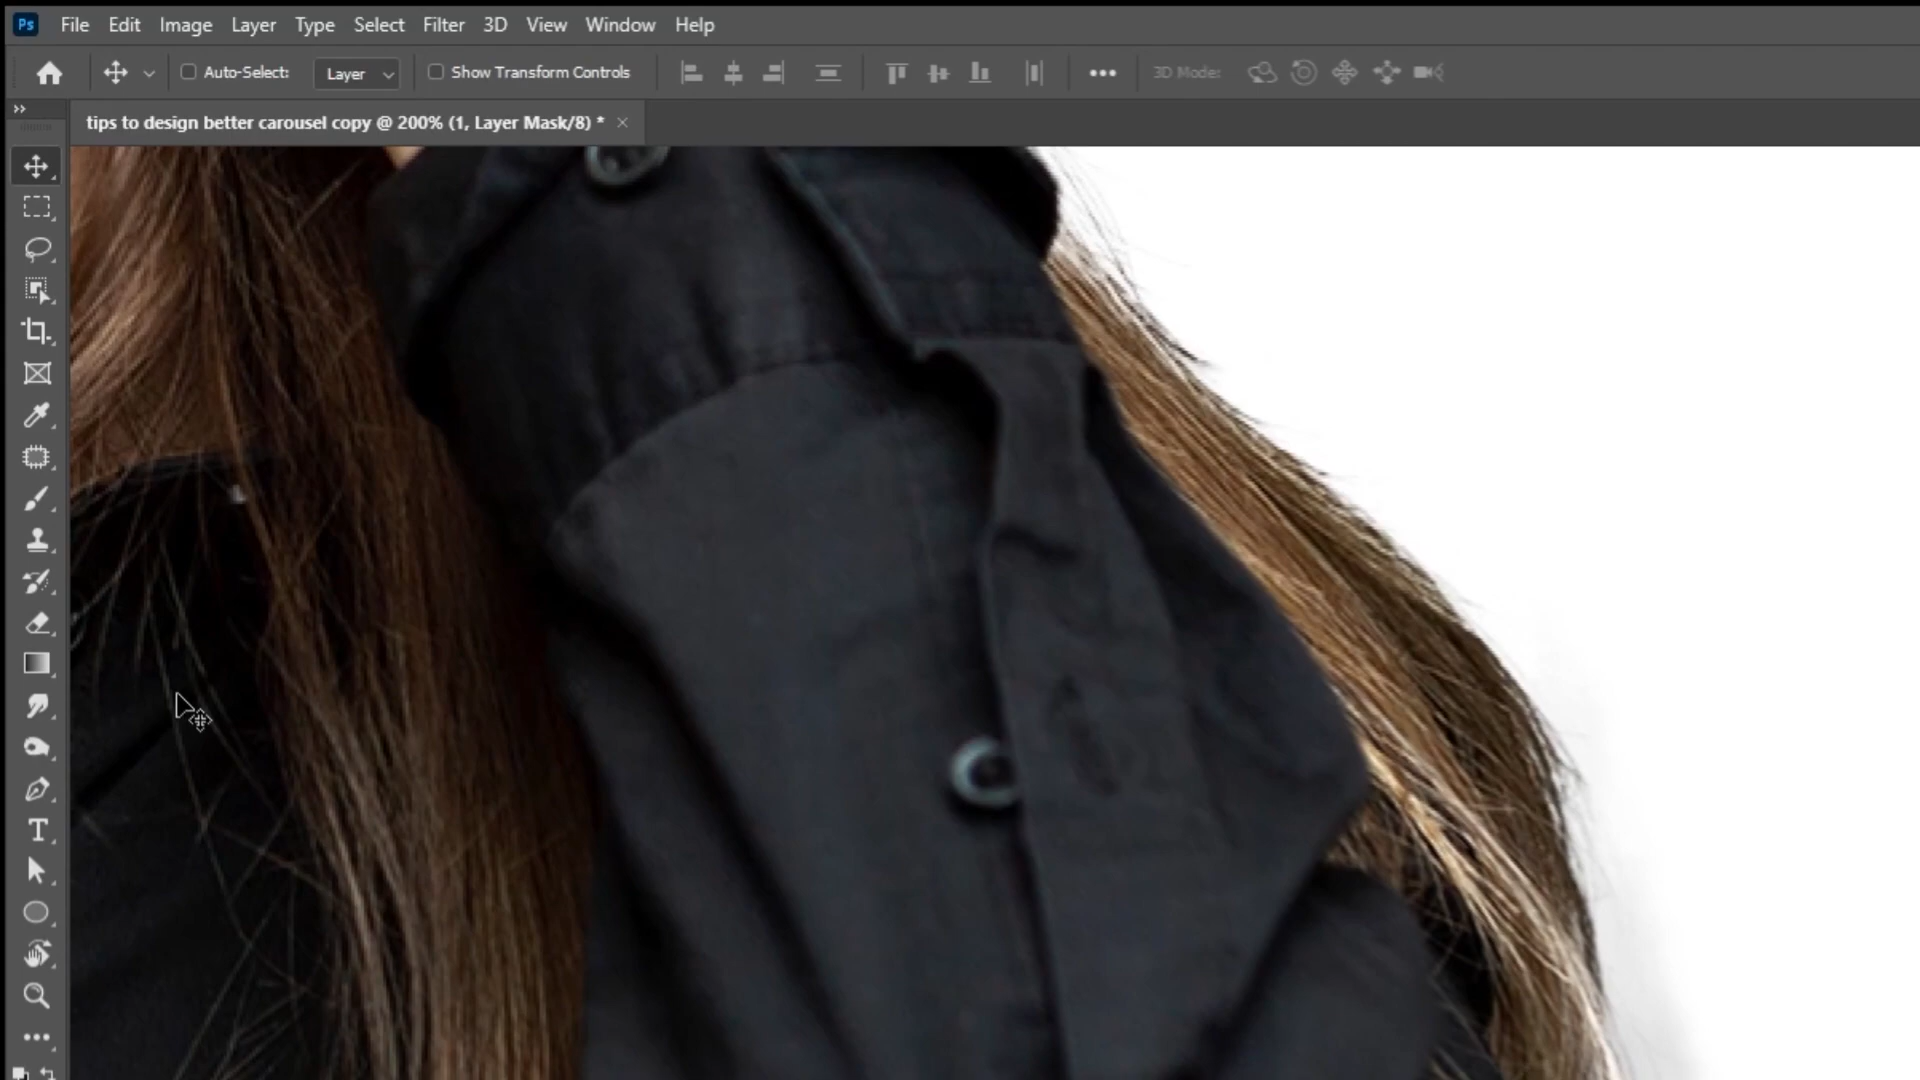 Ps File Edit Image Layer Type Select Filter 3D View Window Help
Auto-Select: Layer Show Transform Controls 3D Mode:
tips to design better carousel copy @ 200% (1, Layer Mask/8) *